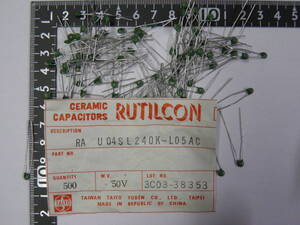 CERAMIC
CAPACITORS RUTILCON
DESCRIPTION
RA U04SL240K-L05AC
PART NO.
QUANTITY W.V. LOT NO.
500 50V 3C03-38353
TAIWAN TAIYO YUDEN CO., LTD., TAIPEI
MADE IN REPUBLIC OF CHINA